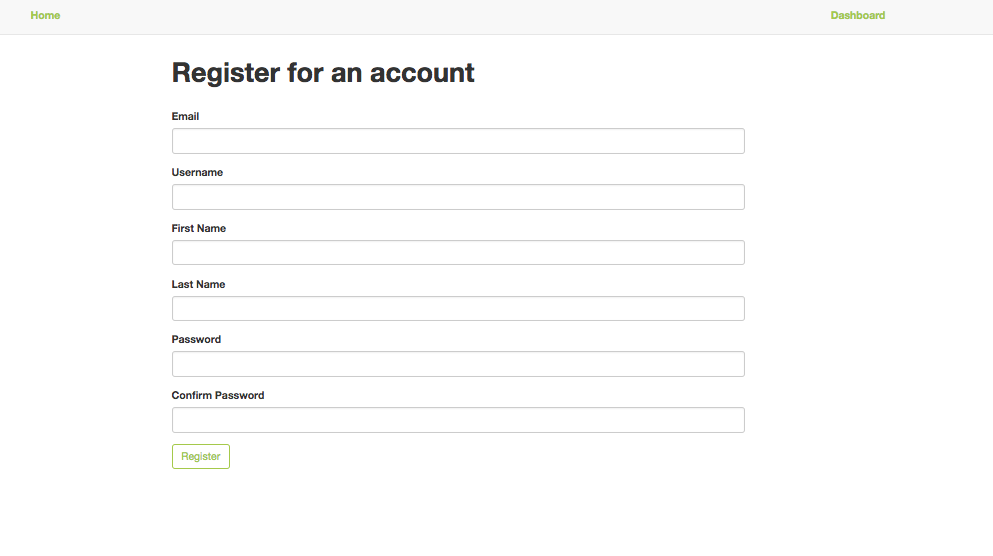 Home Dashboard
Register for an account
Email
Username
First Name
Last Name
Password
Confirm Password
Register